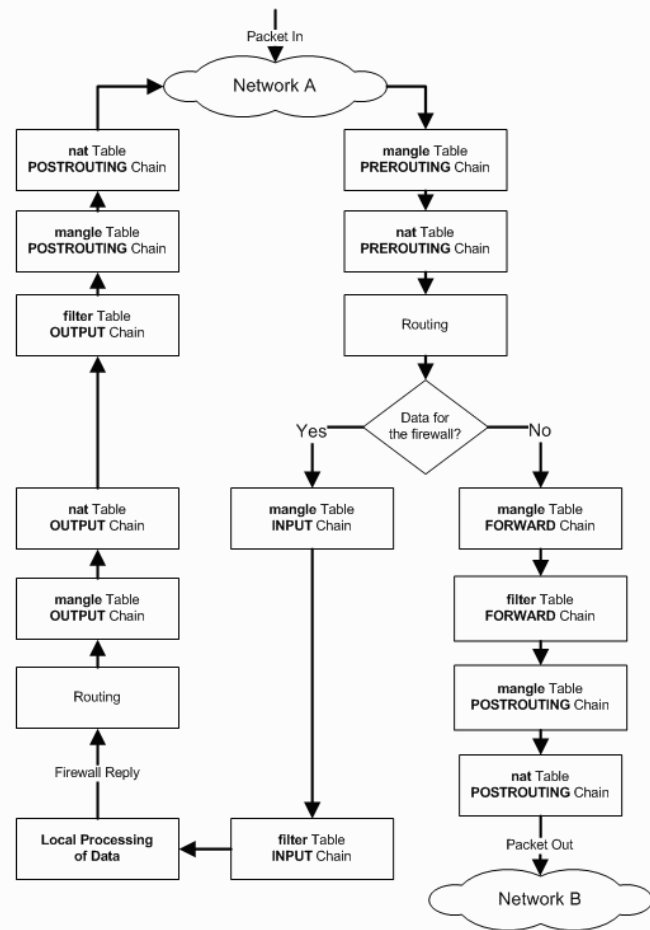 Packet In
Network A
nat Table
POSTROUTING Chain
mangle Table
POSTROUTING Chain
filter Table
OUTPUT Chain
nat Table
OUTPUT Chain
mangle Table
OUTPUT Chain
Routing
Firewall Reply
Local Processing
of Data
mangle Table
PREROUTING Chain
nat Table
PREROUTING Chain
Routing
Data for
the firewall?
Yes
No
mangle Table
INPUT Chain
filter Table
INPUT Chain
mangle Table
FORWARD Chain
filter Table
FORWARD Chain
mangle Table
POSTROUTING Chain
nat Table
POSTROUTING Chain
Packet Out
Network B